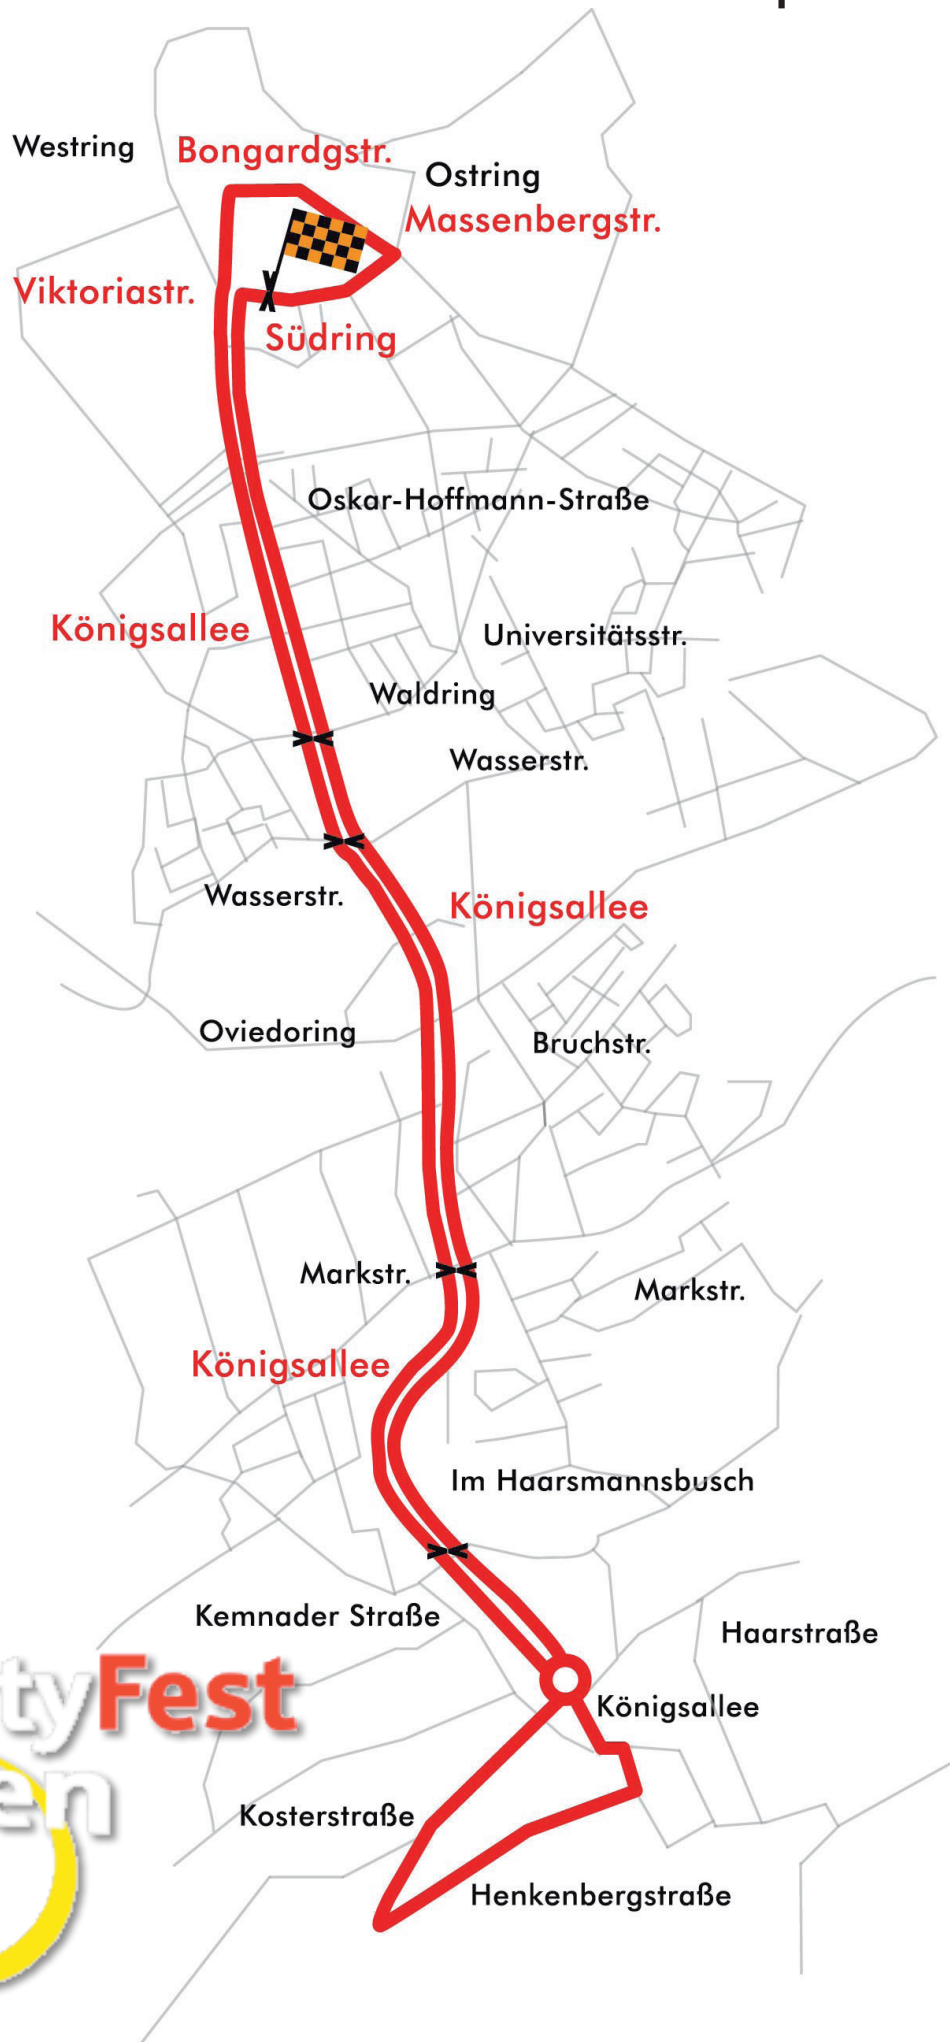 Westring
Bongardgstr.
Ostring
Massenbergstr.
Viktoriastr.
Südring
Oskar-Hoffmann-Straße
Königsallee
Universitätsstr.
Waldring
Wasserstr.
Wasserstr.
Königsallee
Oviedoring
Bruchstr.
Markstr.
Markstr.
Königsallee
Im Haarsmannsbusch
Kemnader Straße
Haarstraße
tyFest
Königsallee
en
Kosterstraße
Henkenbergstraße